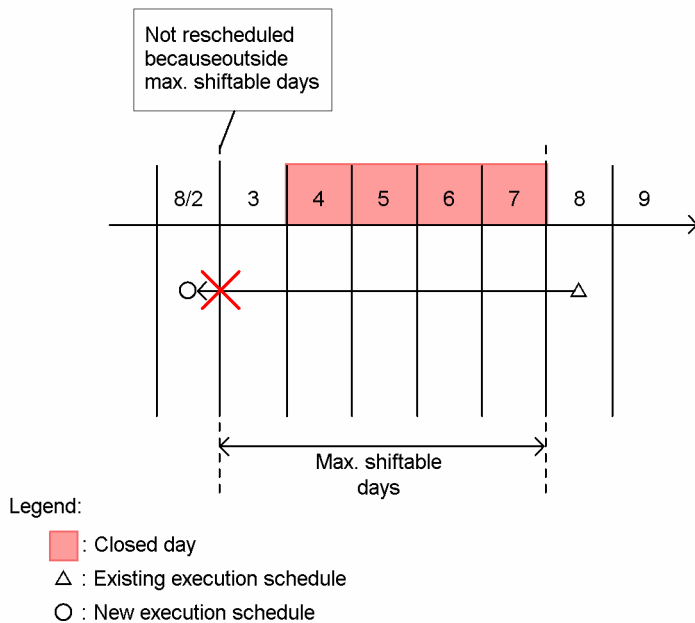 Not rescheduled
becauseoutside
max. shiftable days
8/2 3 4 5 6 7 8 9
Max. shiftable
days
Legend:
: Closed day
: Existing execution schedule
: New execution schedule